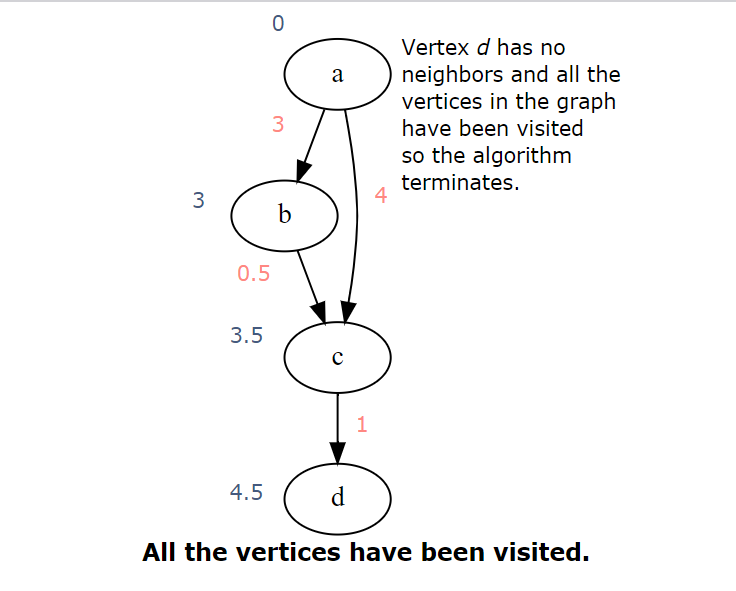 0
a
Vertex d has no
neighbors and all the
vertices in the graph
have been visited
so the algorithm
terminates.
3
4
3
b
0.5
3.5
c
1
4.5
d
All the vertices have been visited.